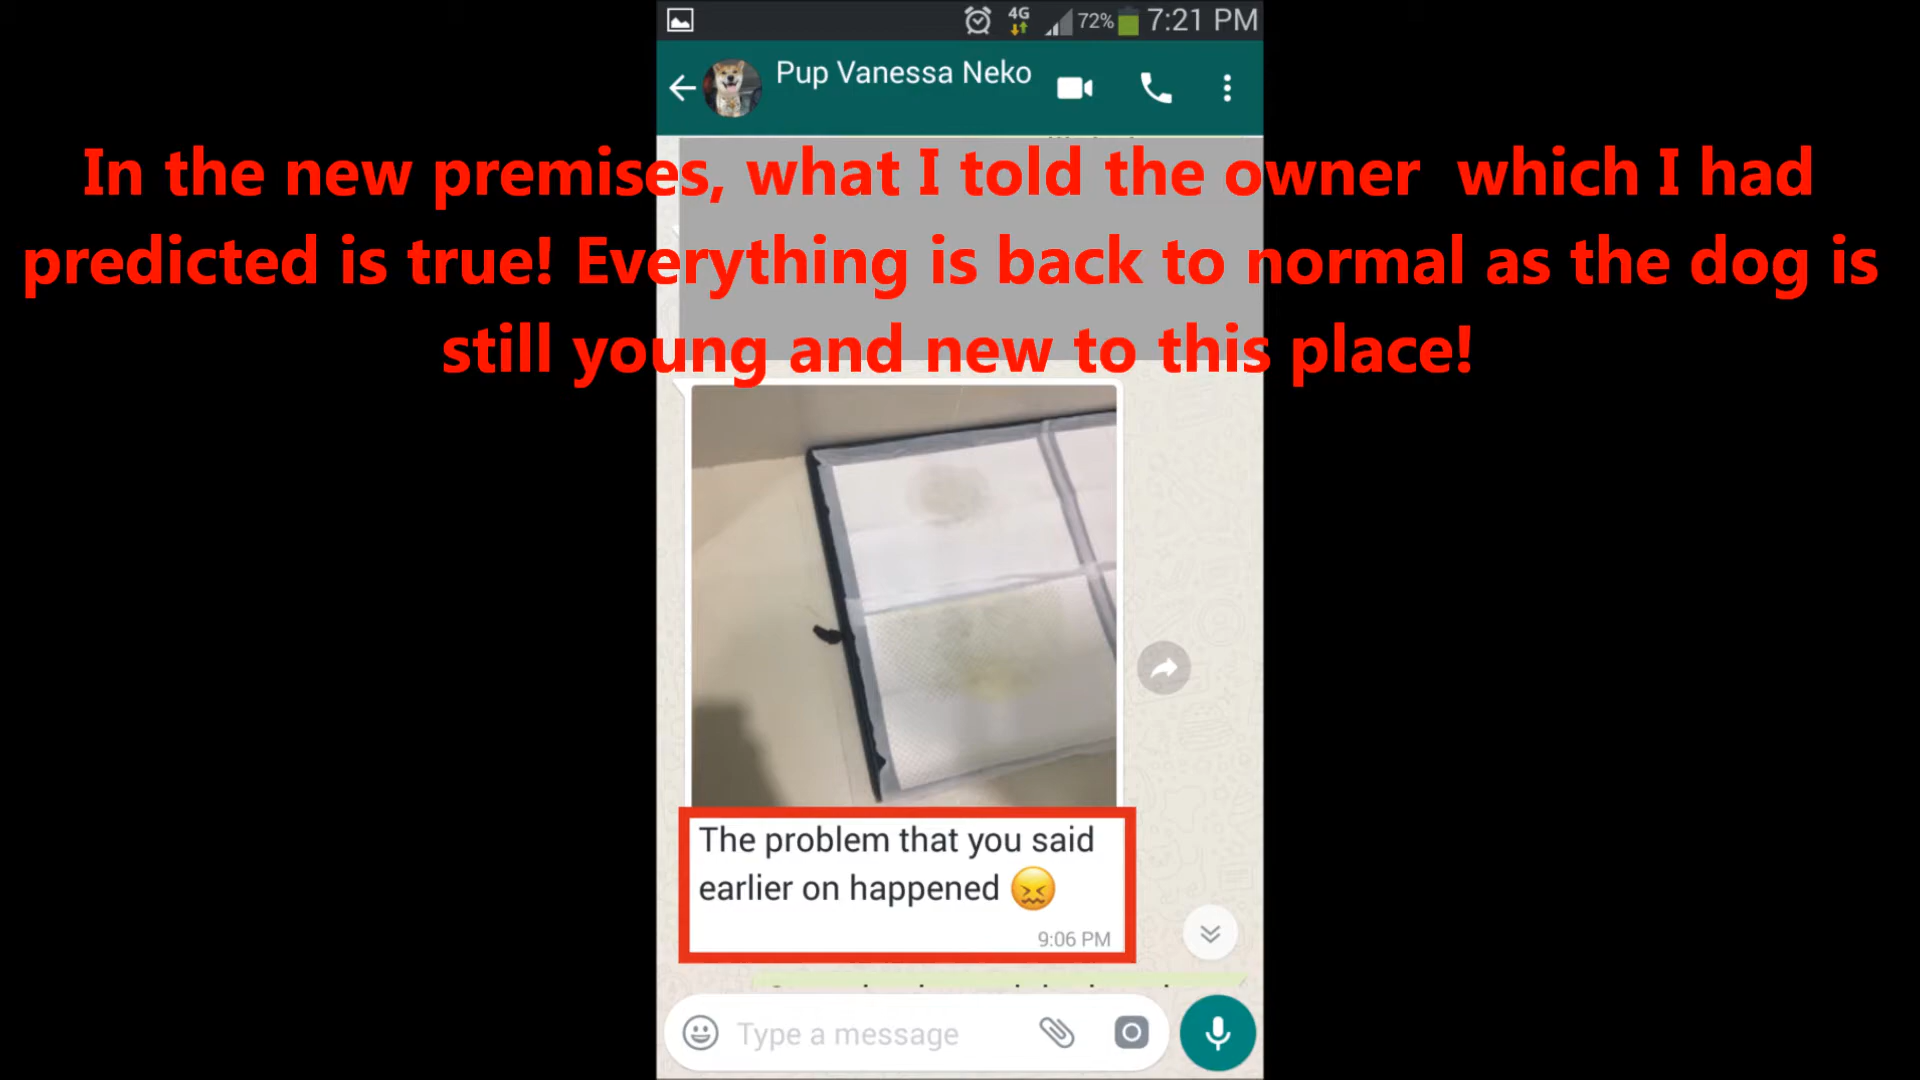 4G 72% 7:21 PM
Pup Vanessa Neko
In the new premises, what I told the owner which I had
predicted is true! Everything is back to normal as the dog is
still young and new to this place!
The problem that you said
earlier on happened 😖
9:06 PM
Type a message